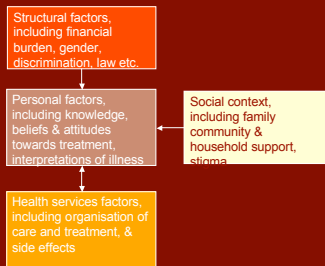 Structural factors,
including financial
burden, gender,
discrimination, law etc.
Personal factors,
including knowledge,
beliefs & attitudes
towards treatment,
interpretations of illness
Social context,
including family
community &
household support,
stigma
Health services factors,
including organisation of
care and treatment, &
side effects